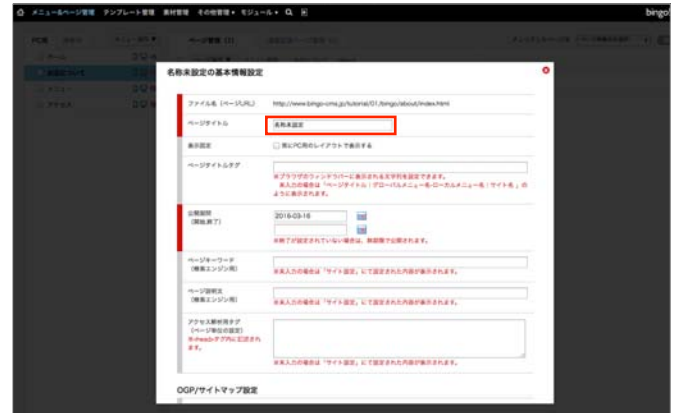 メニュー&ページ管理 テンプレート管理 素材管理 その他管理▼ モジュール▼
bingo!
名称未設定の基本情報設定
ファイル名（ページURL）
http://www.bingo-cms.jp/tutorial/01/bingo/about/index.html
ページタイトル
名称未設定
表示設定
常にPC用のレイアウトで表示する
ページタイトルタグ
※ブラウザのウィンドウバーに表示される文字列を設定できます。
未入力の場合は「ページタイトル｜グローバルメニュー名-ローカルメニュー名｜サイト名 」の
ように表示されます。
公開期間
（開始,終了）
2016-03-16
※終了が設定されていない場合は、無期限で公開されます。
ページキーワード
（検索エンジン用）
※未入力の場合は「サイト設定」にて設定された内容が表示されます。
ページ説明文
（検索エンジン用）
※未入力の場合は「サイト設定」にて設定された内容が表示されます。
アクセス解析用タグ
（ページ単位の設定）
※headタグ内に記述され
ます。
※未入力の場合は「サイト設定」にて設定された内容が表示されます。
OGP/サイトマップ設定